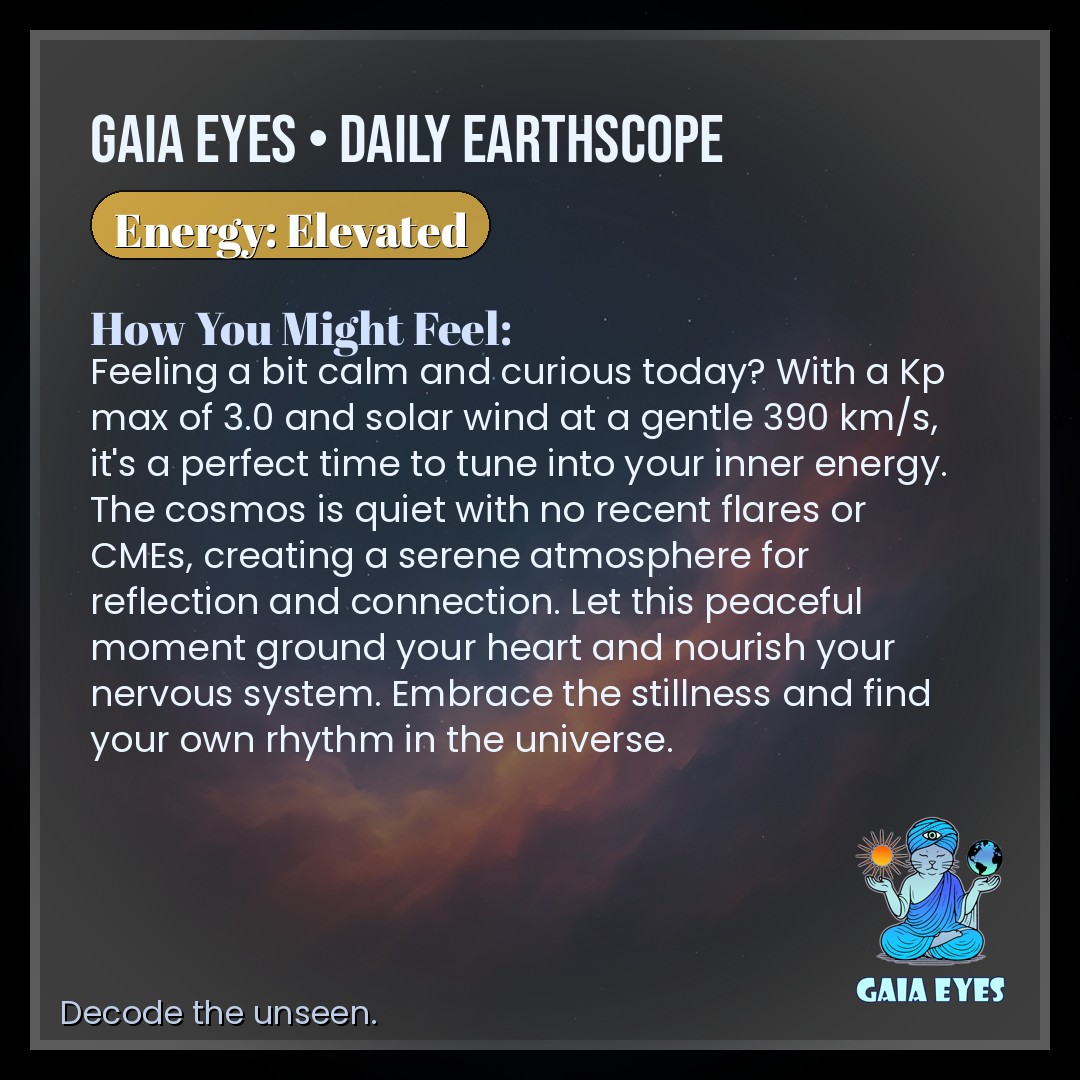 GAIA EYES • DAILY EARTHSCOPE
Energy: Elevated
How You Might Feel:
Feeling a bit calm and curious today? With a Kp
max of 3.0 and solar wind at a gentle 390 km/s,
it's a perfect time to tune into your inner energy.
The cosmos is quiet with no recent flares or
CMEs, creating a serene atmosphere for
reflection and connection. Let this peaceful
moment ground your heart and nourish your
nervous system. Embrace the stillness and find
your own rhythm in the universe.
GAIA EYES
Decode the unseen.